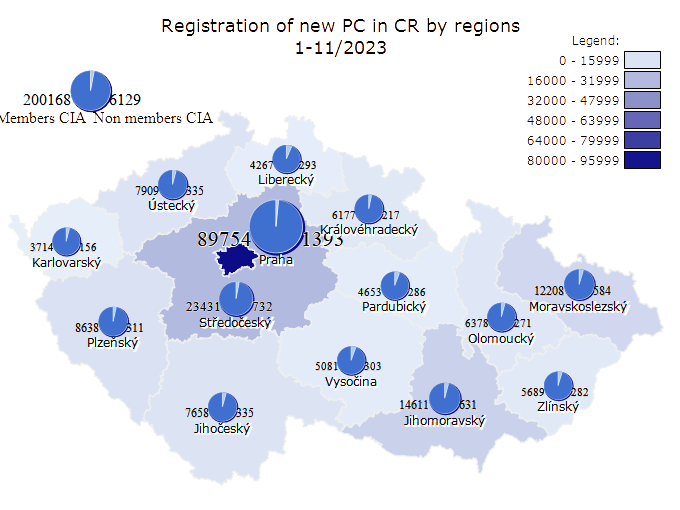 Registration of new PC in CR by regions
1-11/2023
Legend:
0 - 15999
16000 - 31999
32000 - 47999
48000 - 63999
64000 - 79999
80000 - 95999
200168 6129
Members CIA Non members CIA
4267 293
Liberecký
7909 335
Ústecký
6177 217
Královéhradecký
3714 156
Karlovarský
89754 1393
Praha
4653 286
Pardubický
12208 584
Moravskoslezský
23431 732
Středočeský
8638 311
Plzeňský
6378 271
Olomoucký
5081 303
Vysočina
5689 282
Zlínský
7658 335
Jihočeský
14611 631
Jihomoravský